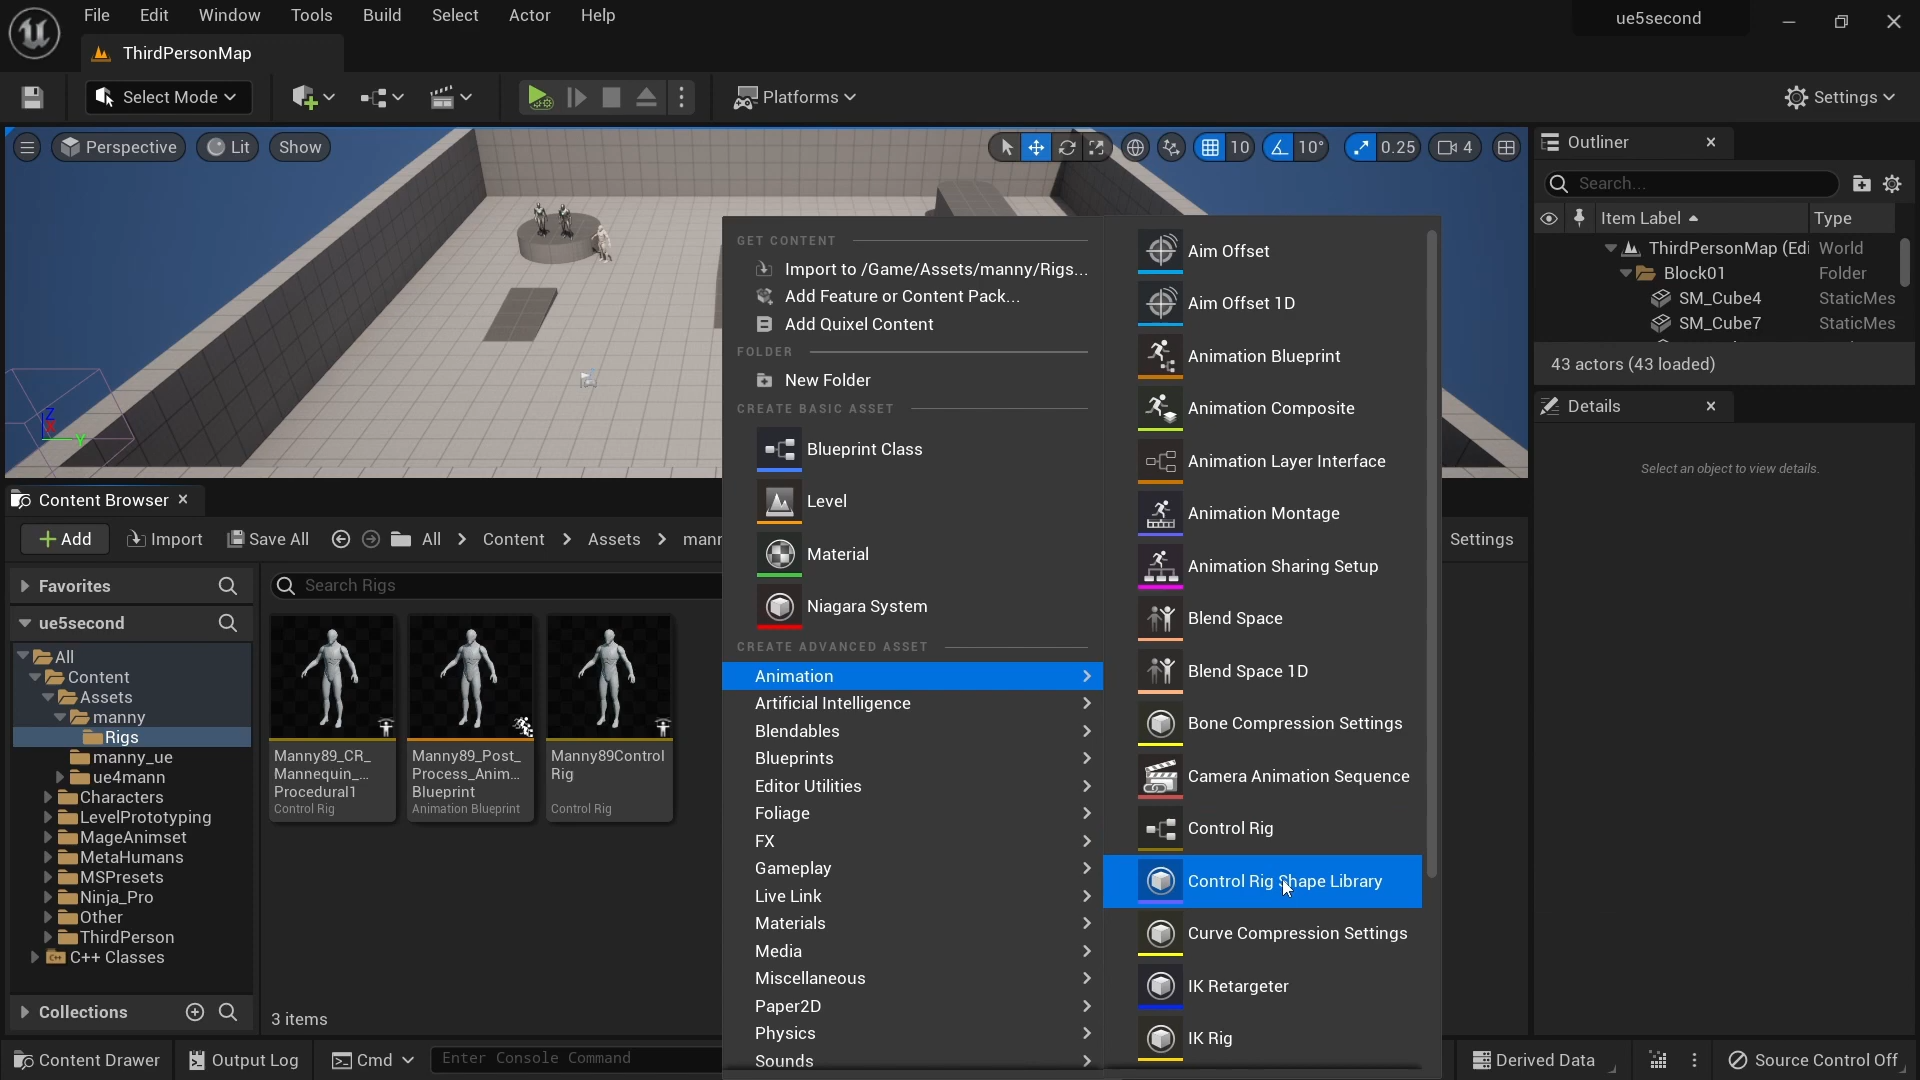 File Edit Window Tools Build Select Actor Help
ue5second
ThirdPersonMap
Select Mode
Platforms
Settings
Perspective
Lit
Show
10
10°
0.25
4
Z
X
Y
Outliner
Search...
Item Label
Type
ThirdPersonMap (Edi World
Block01 Folder
SM_Cube4 StaticMes
SM_Cube7 StaticMes
43 actors (43 loaded)
Details
Select an object to view details.
GET CONTENT
Import to /Game/Assets/manny/Rigs...
Add Feature or Content Pack...
Add Quixel Content
FOLDER
New Folder
CREATE BASIC ASSET
Blueprint Class
Level
Material
Niagara System
CREATE ADVANCED ASSET
Animation
Artificial Intelligence
Blendables
Blueprints
Editor Utilities
Foliage
FX
Gameplay
Live Link
Materials
Media
Miscellaneous
Paper2D
Physics
Sounds
Aim Offset
Aim Offset 1D
Animation Blueprint
Animation Composite
Animation Layer Interface
Animation Montage
Animation Sharing Setup
Blend Space
Blend Space 1D
Bone Compression Settings
Camera Animation Sequence
Control Rig
Control Rig Shape Library
Curve Compression Settings
IK Retargeter
IK Rig
Content Browser
Add
Import
Save All
All
Content
Assets
mann
Settings
Favorites
ue5second
All
Content
Assets
manny
Rigs
manny_ue
ue4mann
Characters
LevelPrototyping
MageAnimset
MetaHumans
MSPresets
Ninja_Pro
Other
ThirdPerson
C++ Classes
Collections
Search Rigs
Manny89_CR_
Mannequin_...
Procedural1
Control Rig
Manny89_Post_
Process_Anim...
Blueprint
Animation Blueprint
Manny89Control
Rig
Control Rig
3 items
Content Drawer
Output Log
Cmd
Enter Console Command
Derived Data
Source Control Off